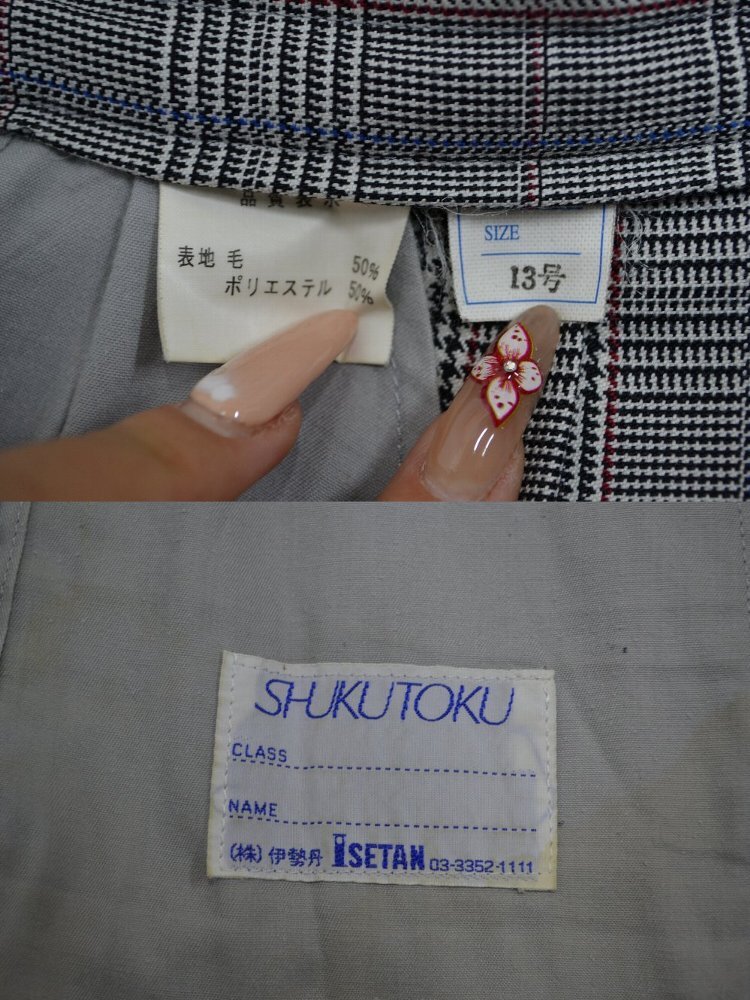 品質表示
表地 毛 50%
ポリエステル 50%
SIZE
13号
SHUKUTOKU
CLASS
NAME
(株)伊勢丹 ISETAN 03-3352-1111